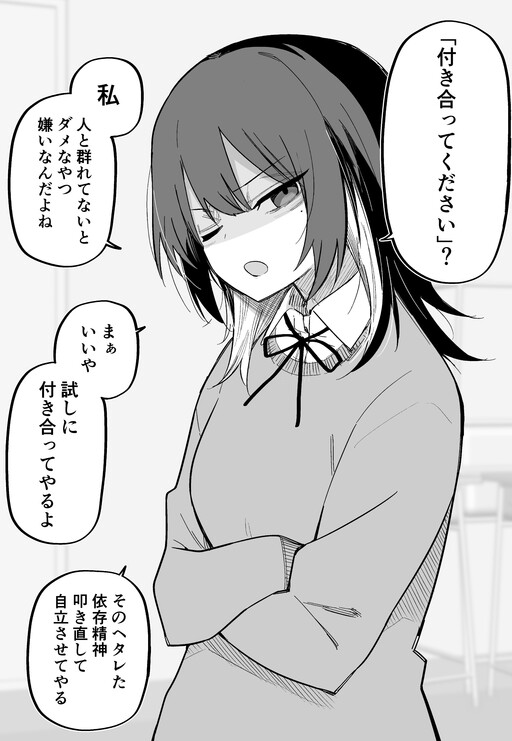 「付き合ってください」?
私
人と群れてないと
ダメなやつ
嫌いなんだよね
まぁ
いいや
試しに
付き合ってやるよ
そのヘタレた
依存精神
叩き直して
自立させてやる